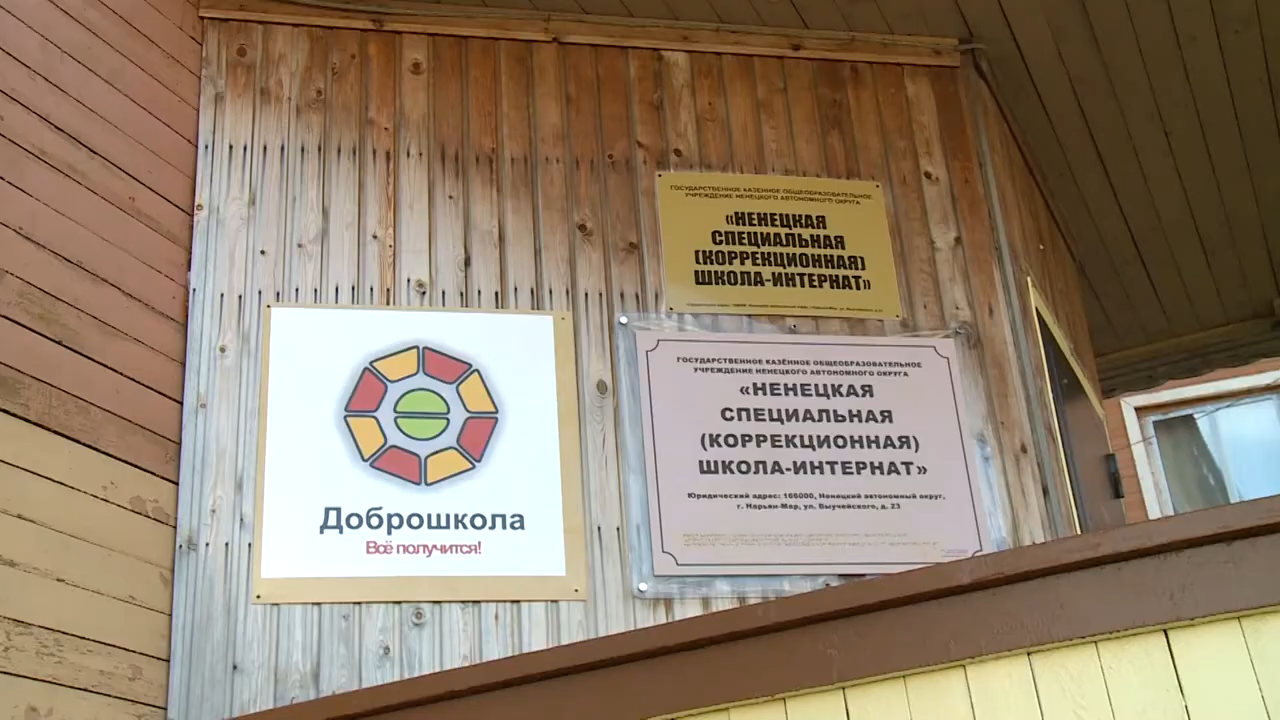 ГОСУДАРСТВЕННОЕ КАЗЕННОЕ ОБЩЕОБРАЗОВАТЕЛЬНОЕ
УЧРЕЖДЕНИЕ НЕНЕЦКОГО АВТОНОМНОГО ОКРУГА
«НЕНЕЦКАЯ
СПЕЦИАЛЬНАЯ
(КОРРЕКЦИОННАЯ)
ШКОЛА-ИНТЕРНАТ»
Доброшкола
Всё получится!
ГОСУДАРСТВЕННОЕ КАЗЁННОЕ ОБЩЕОБРАЗОВАТЕЛЬНОЕ
УЧРЕЖДЕНИЕ НЕНЕЦКОГО АВТОНОМНОГО ОКРУГА
«НЕНЕЦКАЯ
СПЕЦИАЛЬНАЯ
(КОРРЕКЦИОННАЯ)
ШКОЛА-ИНТЕРНАТ»
Юридический адрес: 166000, Ненецкий автономный округ,
г. Нарьян-Мар, ул. Выучейского, д. 23